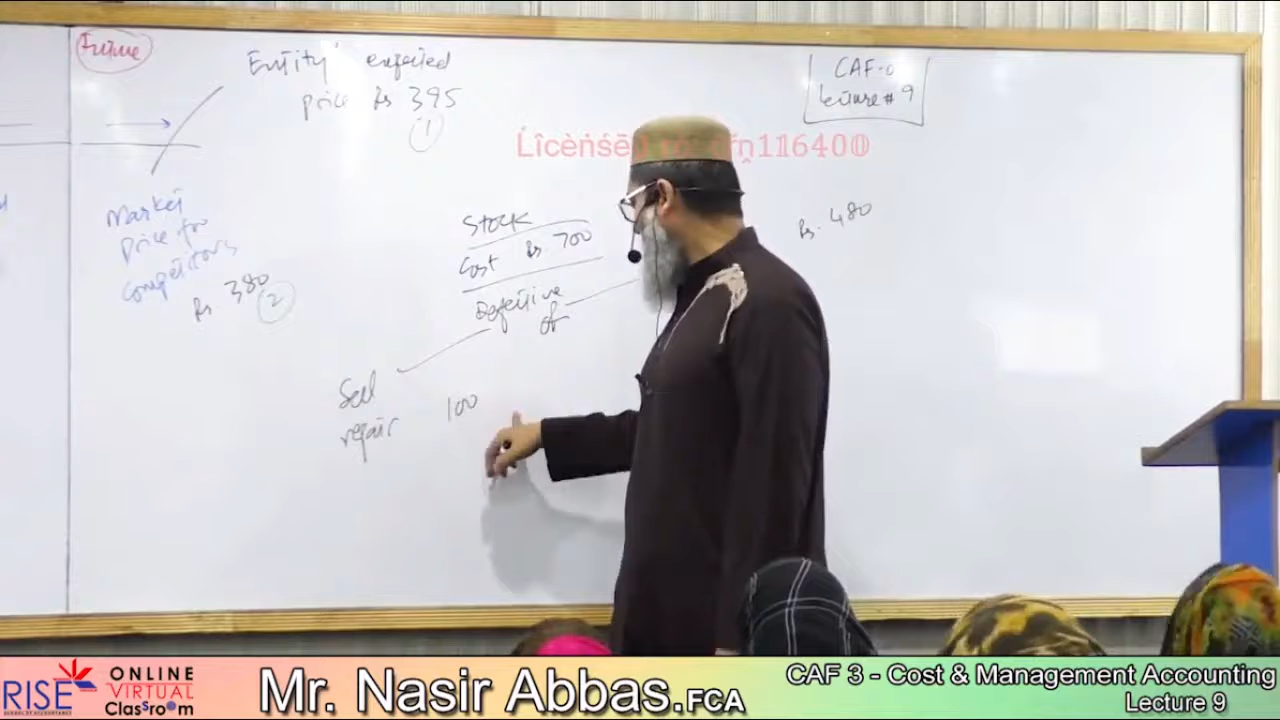 Future
Entity' expected
price Rs 395
1
CAF-0
Lecture # 9
Market
Price for
competitors
Rs 380
2
Stock
Cost Rs 700
Defective
of
Rs. 480
Sell
repair 100
RISE
ONLINE
VIRTUAL
Classroom
Mr. Nasir Abbas.FCA
CAF 3 - Cost & Management Accounting
Lecture 9